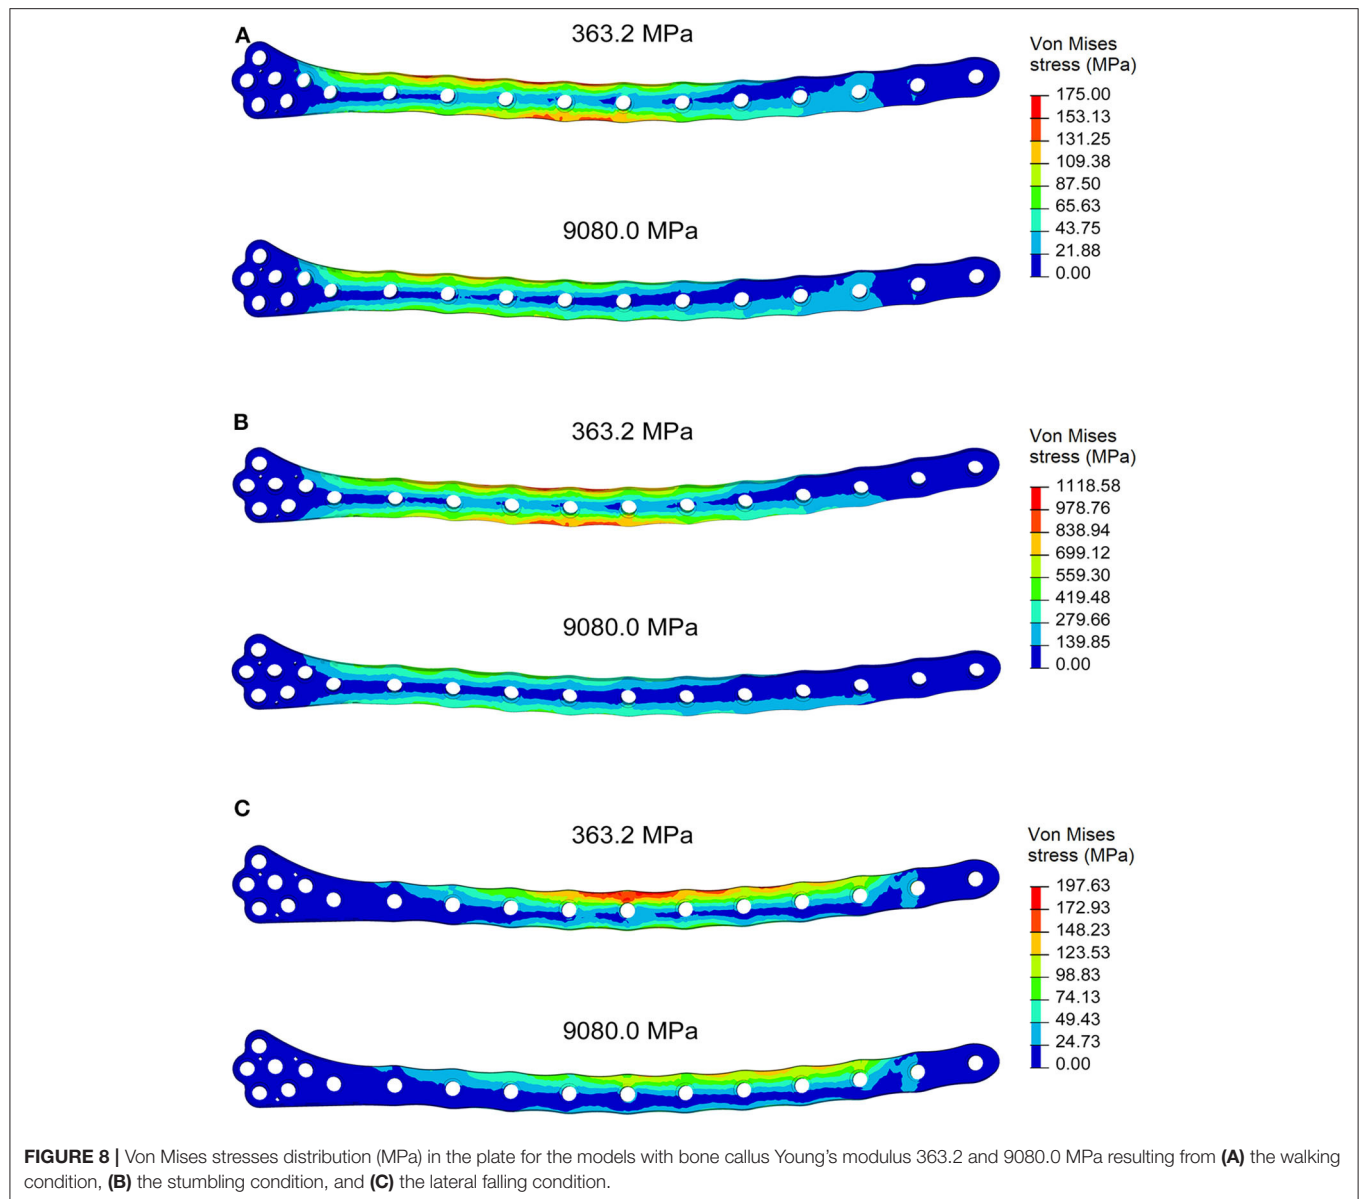 A
363.2 MPa
Von Mises
stress (MPa)
175.00
153.13
131.25
109.38
87.50
65.63
43.75
21.88
0.00
9080.0 MPa
B
363.2 MPa
Von Mises
stress (MPa)
1118.58
978.76
838.94
699.12
559.30
419.48
279.66
139.85
0.00
9080.0 MPa
C
363.2 MPa
Von Mises
stress (MPa)
197.63
172.93
148.23
123.53
98.83
74.13
49.43
24.73
0.00
9080.0 MPa
FIGURE 8 | Von Mises stresses distribution (MPa) in the plate for the models with bone callus Young's modulus 363.2 and 9080.0 MPa resulting from (A) the walking
condition, (B) the stumbling condition, and (C) the lateral falling condition.